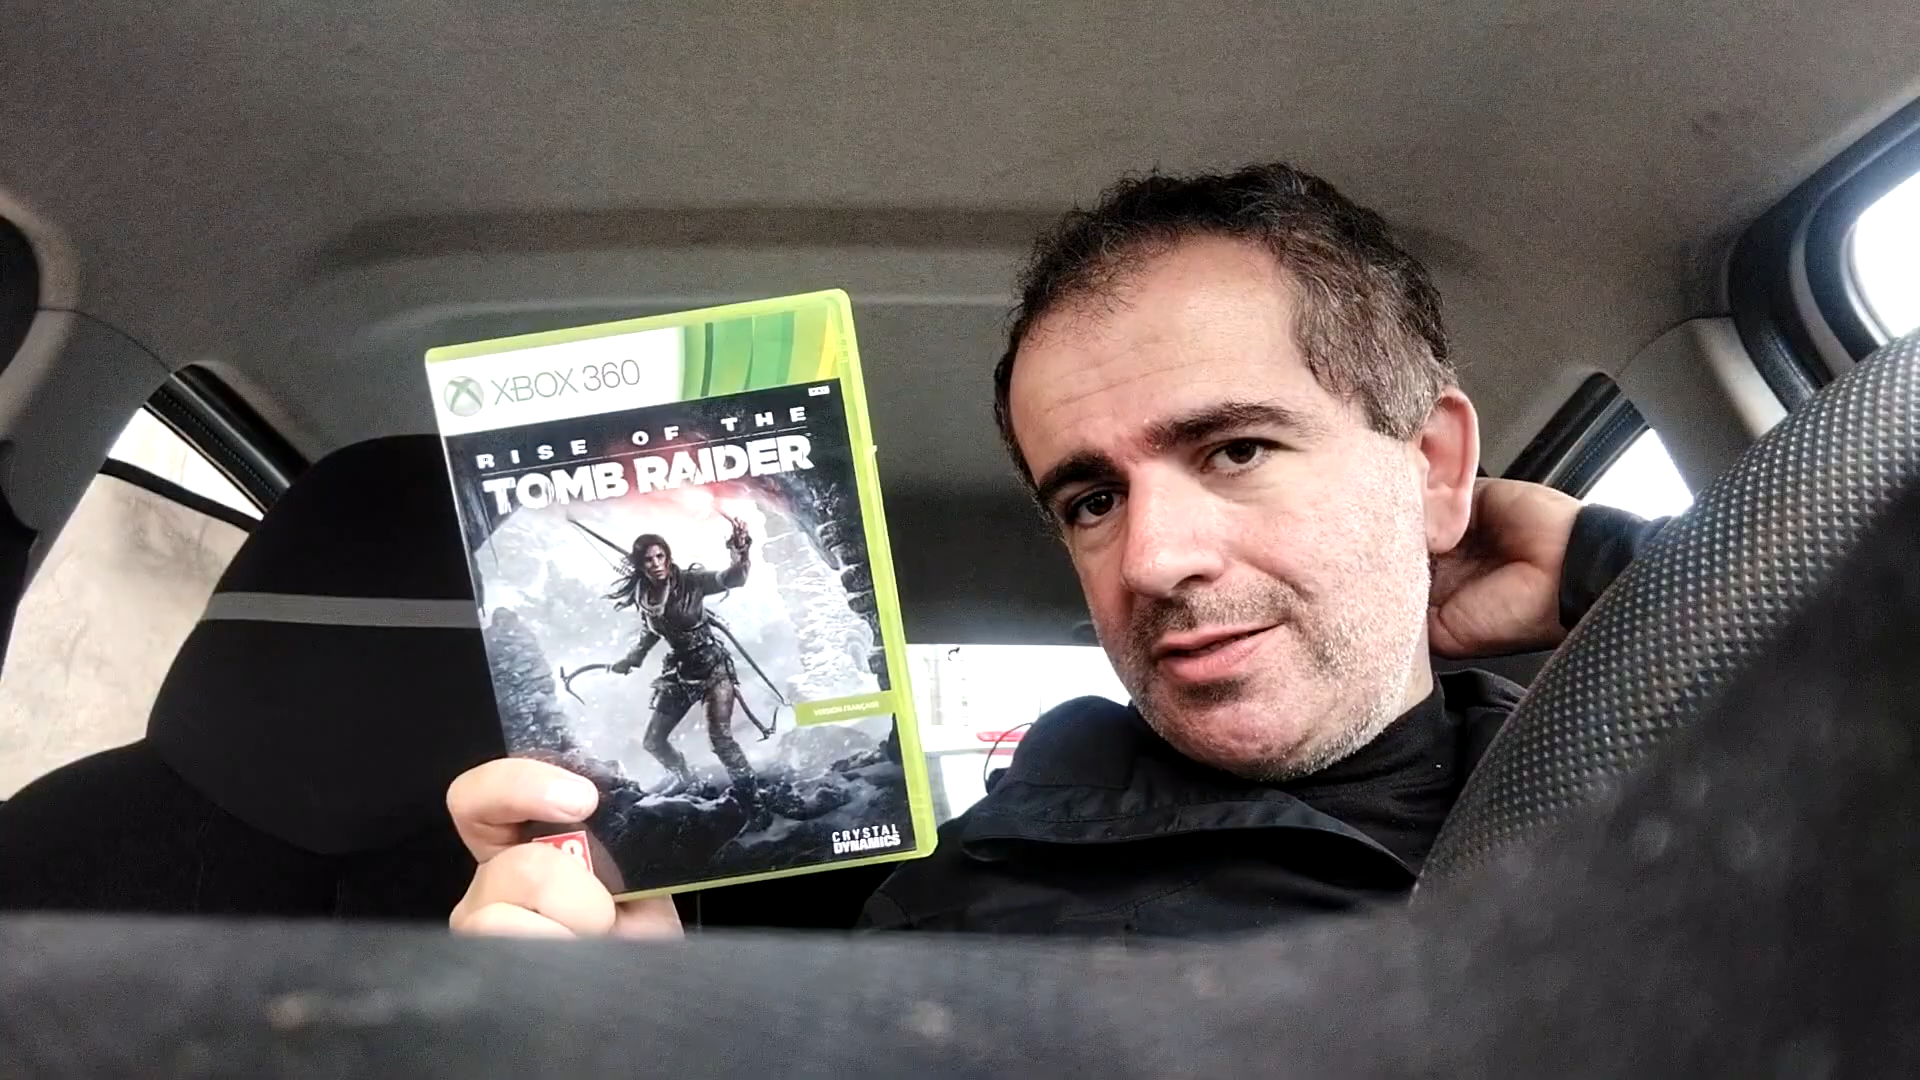 XBOX 360
RISE OF THE
TOMB RAIDER
VERSION FRANÇAISE
CRYSTAL
DYNAMICS